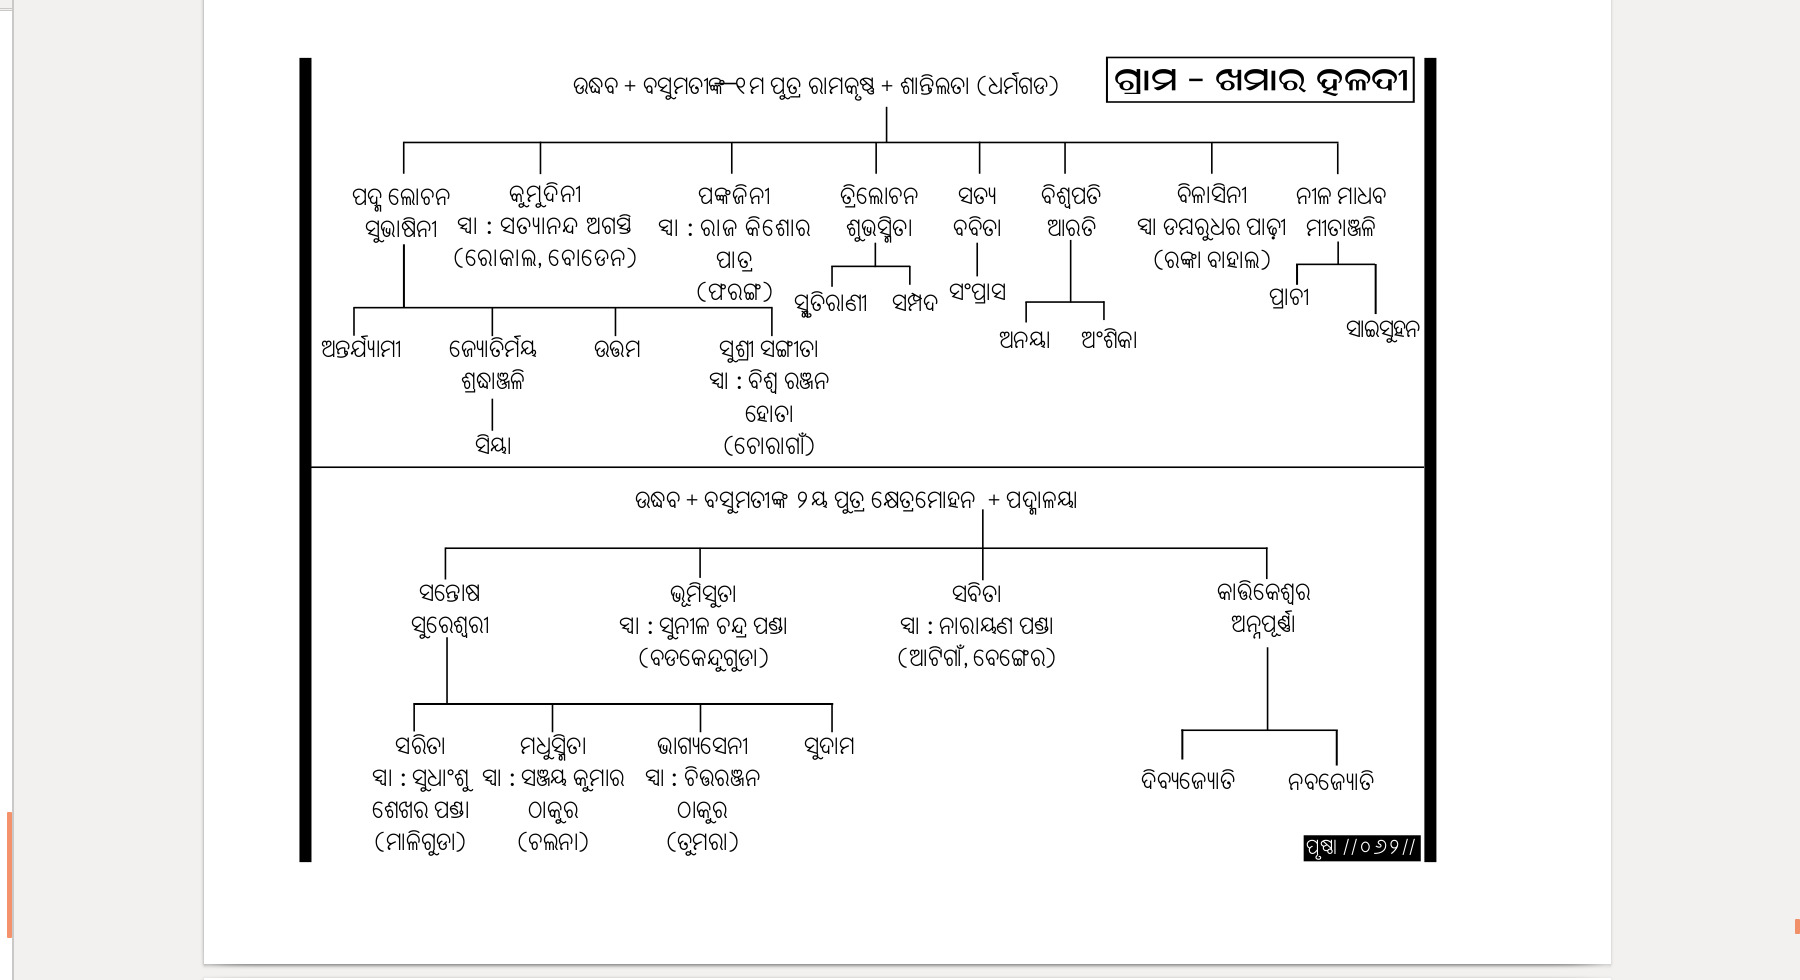 ଉଦ୍ଧବ + ବସୁମତୀଙ୍କ ୧ମ ପୁତ୍ର ରାମକୃଷ୍ଣ + ଶାନ୍ତିଲତା (ଧର୍ମଗଡ)
ଗ୍ରାମ - ଖମାର ହଳଦୀ
ପଦ୍ମ ଲୋଚନ
ସୁଭାଷିନୀ
କୁମୁଦିନୀ
ସ୍ୱା : ସତ୍ୟାନନ୍ଦ ଅଗସ୍ତି
(ରୋକାଲ, ବୋଡେନ)
ପଙ୍କଜିନୀ
ସ୍ୱା : ରାଜ କିଶୋର
ପାତ୍ର
(ଫରଙ୍ଗ)
ତ୍ରିଲୋଚନ
ଶୁଭସ୍ମିତା
ସତ୍ୟ
ବବିତା
ବିଶ୍ୱପତି
ଆରତି
ବିଳାସିନୀ
ସ୍ୱା ଡମ୍ବରୁଧର ପାଢ଼ୀ
(ରଙ୍କା ବାହାଲ)
ନୀଳ ମାଧବ
ମୀତାଞ୍ଜଳି
ସ୍ମୃତିରାଣୀ
ସମ୍ପଦ
ସଂପ୍ରାସ
ଅନୟା
ଅଂଶିକା
ପ୍ରାଚୀ
ସାଇସୁହନ
ଅନ୍ତର୍ଯ୍ୟାମୀ
ଜ୍ୟୋତିର୍ମୟ
ଶ୍ରଦ୍ଧାଞ୍ଜଳି
ସିୟା
ଉତ୍ତମ
ସୁଶ୍ରୀ ସଙ୍ଗୀତା
ସ୍ୱା : ବିଶ୍ୱ ରଞ୍ଜନ
ହୋତା
(ଚୋରାଗାଁ)
ଉଦ୍ଧବ + ବସୁମତୀଙ୍କ ୨ୟ ପୁତ୍ର କ୍ଷେତ୍ରମୋହନ + ପଦ୍ମାଳୟା
ସନ୍ତୋଷ
ସୁରେଶ୍ୱରୀ
ଭୂମିସୁତା
ସ୍ୱା : ସୁନୀଳ ଚନ୍ଦ୍ର ପଣ୍ଡା
(ବଡକେନ୍ଦୁଗୁଡା)
ସବିତା
ସ୍ୱା : ନାରାୟଣ ପଣ୍ଡା
(ଆଟିଗାଁ, ବେଙ୍ଗେର)
କାର୍ତ୍ତିକେଶ୍ୱର
ଅନ୍ନପୂର୍ଣ୍ଣା
ସରିତା
ସ୍ୱା : ସୁଧାଂଶୁ
ଶେଖର ପଣ୍ଡା
(ମାଳିଗୁଡା)
ମଧୁସ୍ମିତା
ସ୍ୱା : ସଞ୍ଜୟ କୁମାର
ଠାକୁର
(ଚଲନା)
ଭାଗ୍ୟସେନୀ
ସ୍ୱା : ଚିତ୍ତରଞ୍ଜନ
ଠାକୁର
(ତୁମରା)
ସୁଦାମ
ଦିବ୍ୟଜ୍ୟୋତି
ନବଜ୍ୟୋତି
ପୃଷ୍ଠା //୦୬୨//